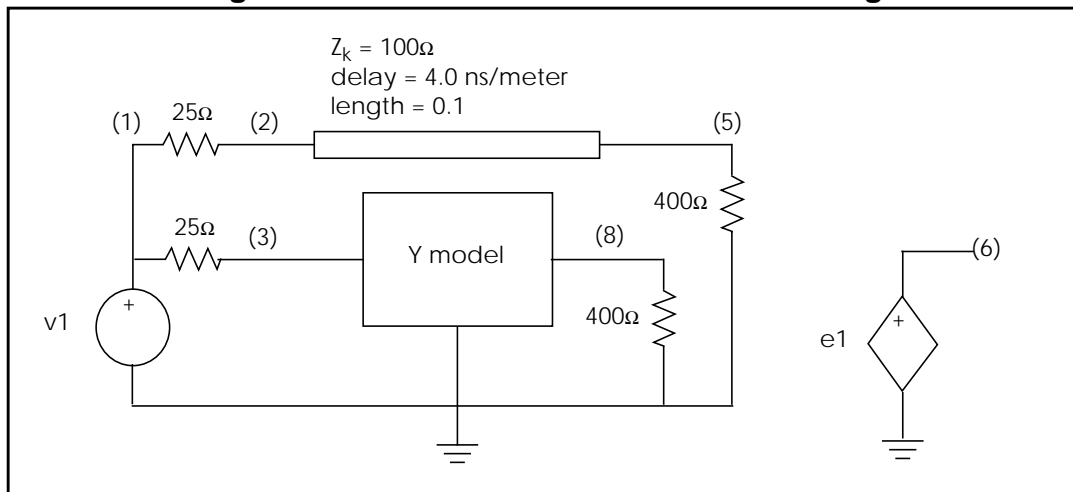 Z_k = 100Ω
delay = 4.0 ns/meter
length = 0.1
(1)
25Ω
(2)
(5)
400Ω
25Ω
(3)
Y model
(8)
400Ω
(6)
v1
+
e1
+